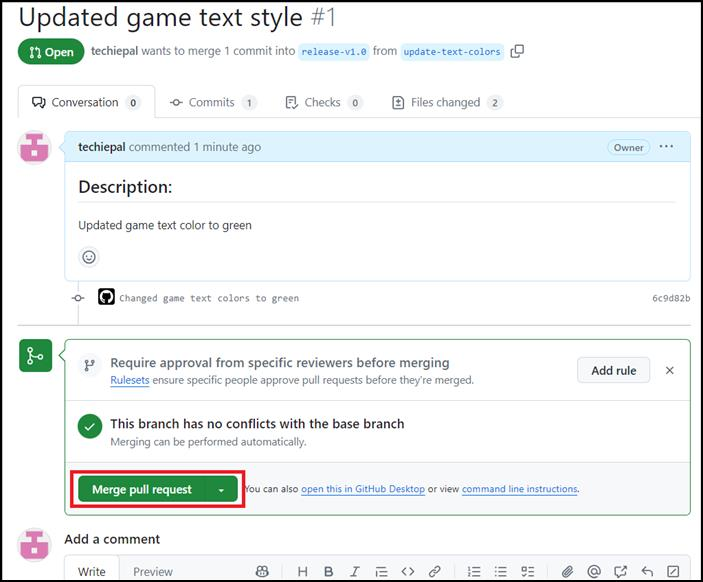 Updated game text style #1
Open techiepal wants to merge 1 commit into release-v1.0 from update-text-colors
Conversation 0 Commits 1 Checks 0 Files changed 2
techiepal commented 1 minute ago Owner ...
Description:
Updated game text color to green
Changed game text colors to green 6c9d82b
Require approval from specific reviewers before merging
Rulesets ensure specific people approve pull requests before they're merged.
Add rule
This branch has no conflicts with the base branch
Merging can be performed automatically.
Merge pull request You can also open this in GitHub Desktop or view command line instructions.
Add a comment
Write Preview H B I